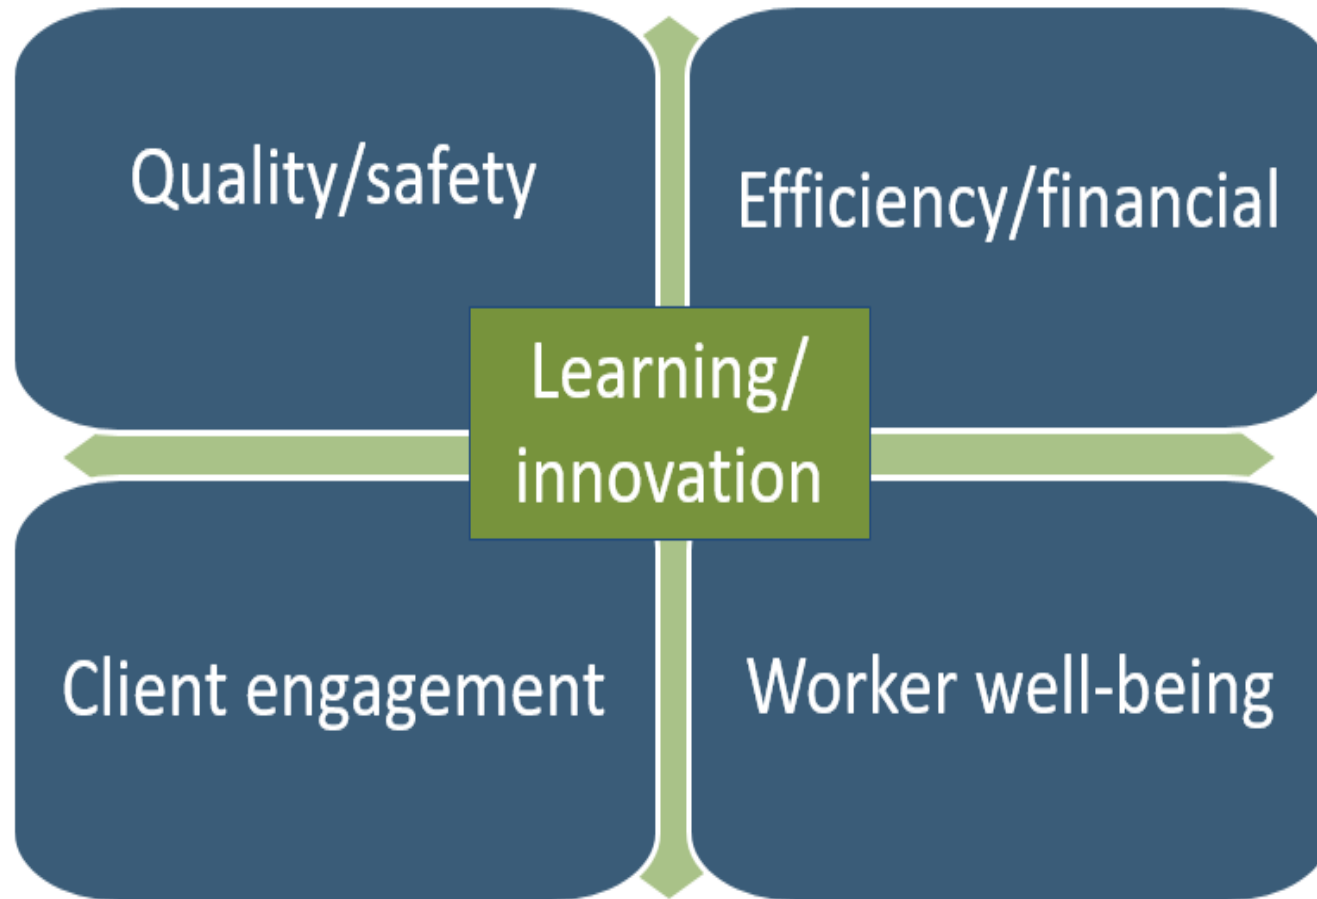 Quality/safety
Efficiency/financial
Learning/
innovation
Client engagement
Worker well-being